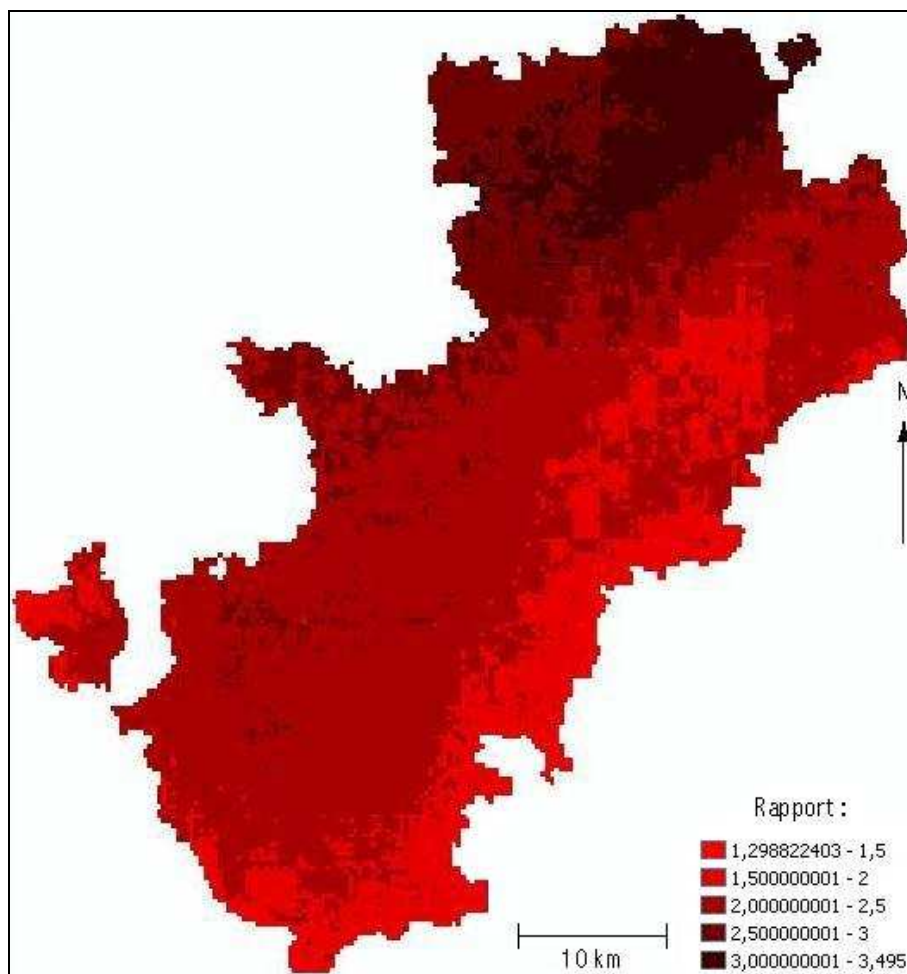 N
Rapport :
1,298822403 - 1,5
1,500000001 - 2
2,000000001 - 2,5
2,500000001 - 3
3,000000001 - 3,495
10 km